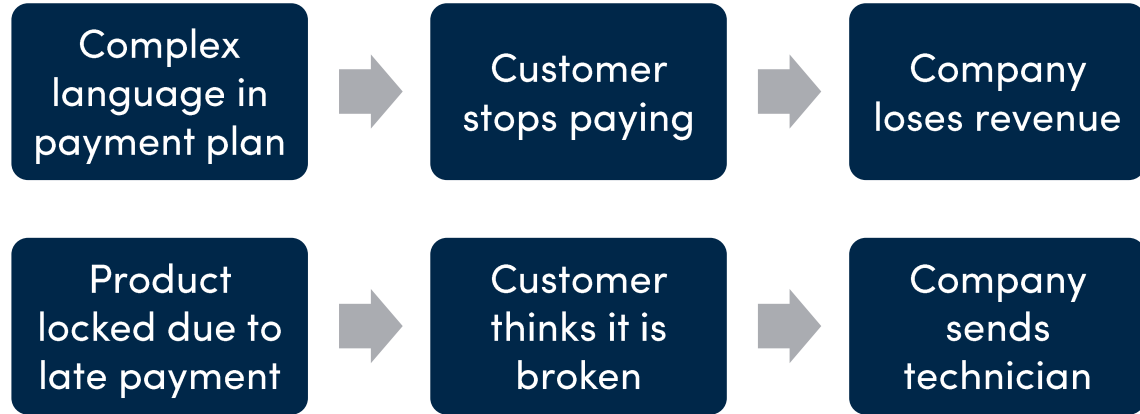 Complex
language in
payment plan
Customer
stops paying
Company
loses revenue
Product
locked due to
late payment
Customer
thinks it is
broken
Company
sends
technician